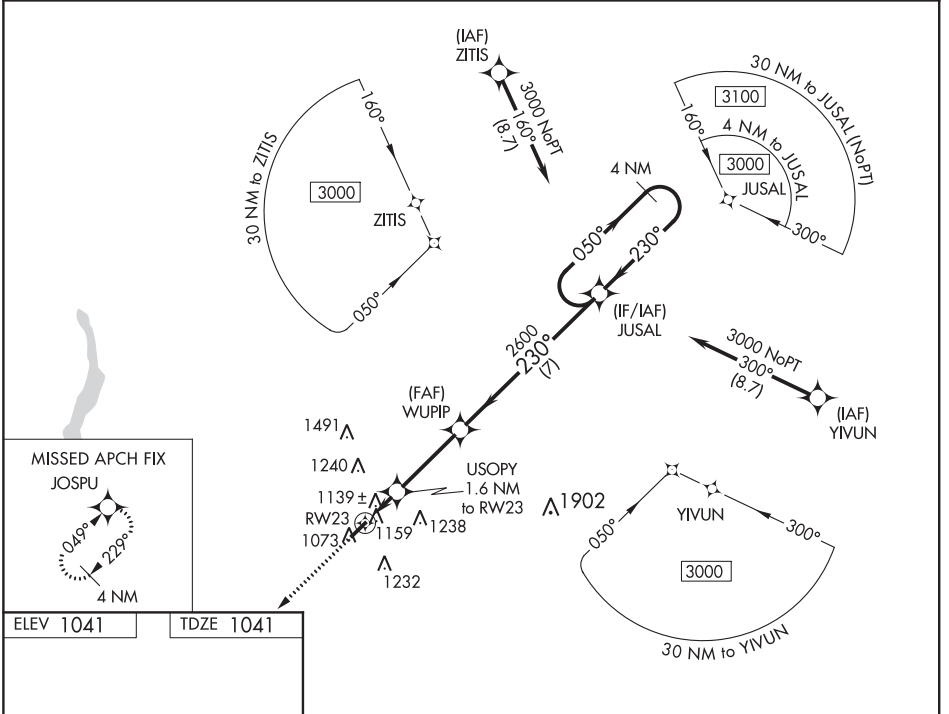 (IAF)
ZITIS
3000 NoPT
160°
(8.7)
30 NM to ZITIS
160°
3000
ZITIS
050°
30 NM to JUSAL (NoPT)
3100
4 NM to JUSAL
3000
160°
JUSAL
300°
4 NM
050°
230°
(IF/IAF)
JUSAL
2600
230°
(7)
3000 NoPT
300°
(8.7)
(IAF)
YIVUN
(FAF)
WUPIP
1491
1240
1139 ±
RW23
1073
1159
1238
1232
USOPY
1.6 NM
to RW23
1902
YIVUN
050°
300°
3000
30 NM to YIVUN
MISSED APCH FIX
JOSPU
049°
229°
4 NM
ELEV 1041
TDZE 1041